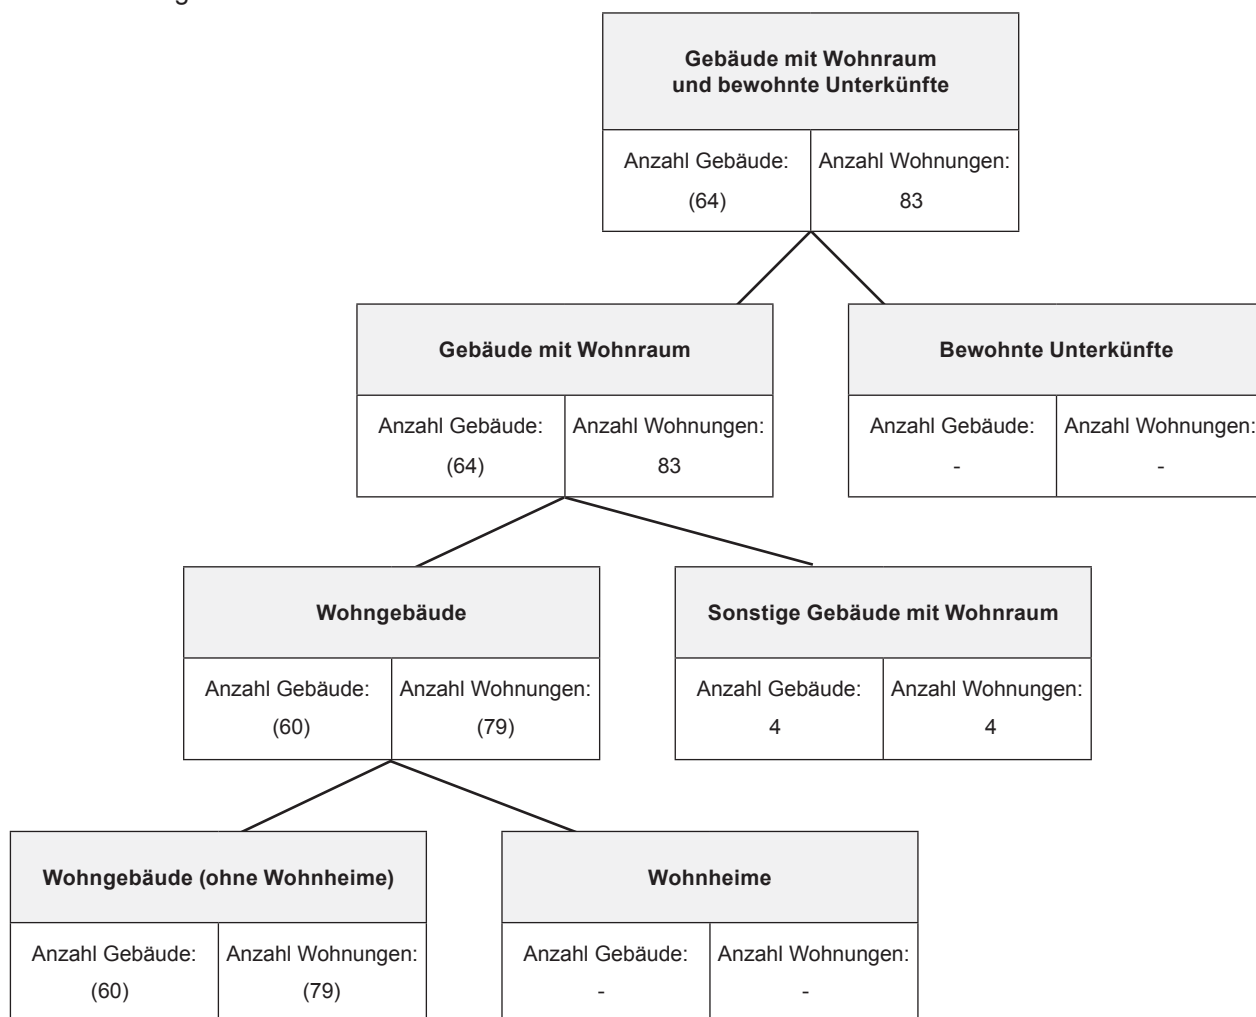 Gebäude mit Wohnraum
und bewohnte Unterkünfte
Anzahl Gebäude:
Anzahl Wohnungen:
(64)
83
Gebäude mit Wohnraum
Bewohnte Unterkünfte
Anzahl Gebäude:
Anzahl Wohnungen:
Anzahl Gebäude:
Anzahl Wohnungen:
(64)
83
-
-
Wohngebäude
Sonstige Gebäude mit Wohnraum
Anzahl Gebäude:
Anzahl Wohnungen:
Anzahl Gebäude:
Anzahl Wohnungen:
(60)
(79)
4
4
Wohngebäude (ohne Wohnheime)
Wohnheime
Anzahl Gebäude:
Anzahl Wohnungen:
Anzahl Gebäude:
Anzahl Wohnungen:
(60)
(79)
-
-